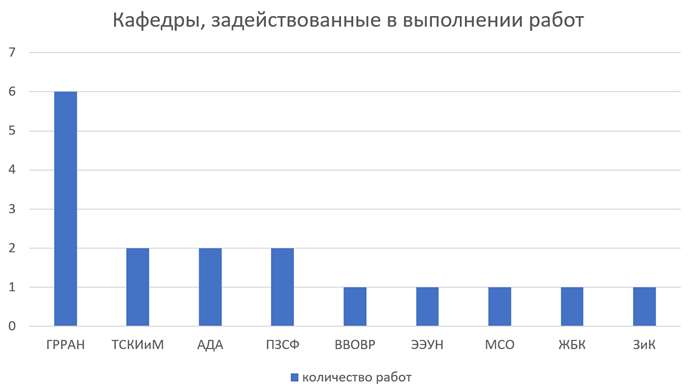 Кафедры, задействованные в выполнении работ
7
6
5
4
3
2
1
0
ГРРАН ТСКИиМ АДА ПЗСФ ВВОВР ЭЭУН МСО ЖБК ЗиК
количество работ